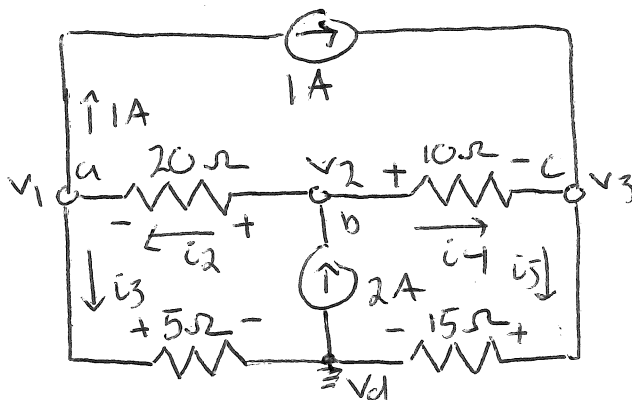 1A
↑ 1A
a 20Ω V2 + 10Ω - c
V1 V3
- i2 + b i4
i3 ↑ 2A i5
+ 5Ω - - 15Ω +
Vd